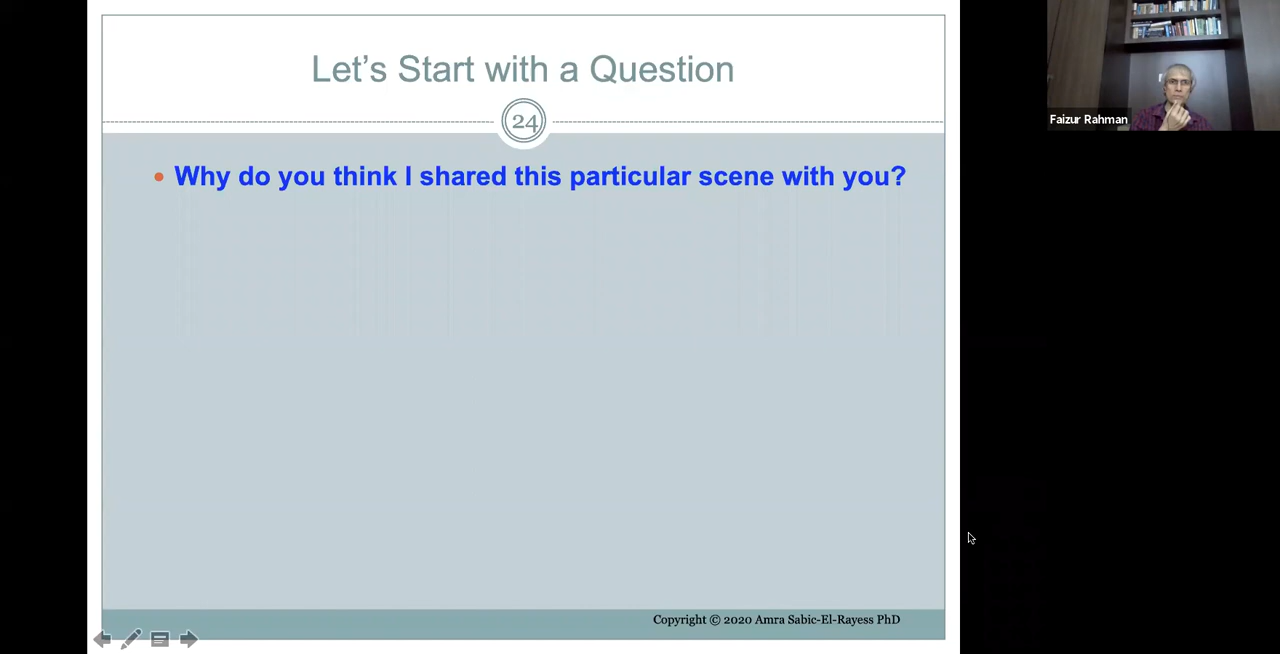 Let's Start with a Question
24
• Why do you think I shared this particular scene with you?
Copyright © 2020 Amra Sabic-El-Rayess PhD
Faizur Rahman